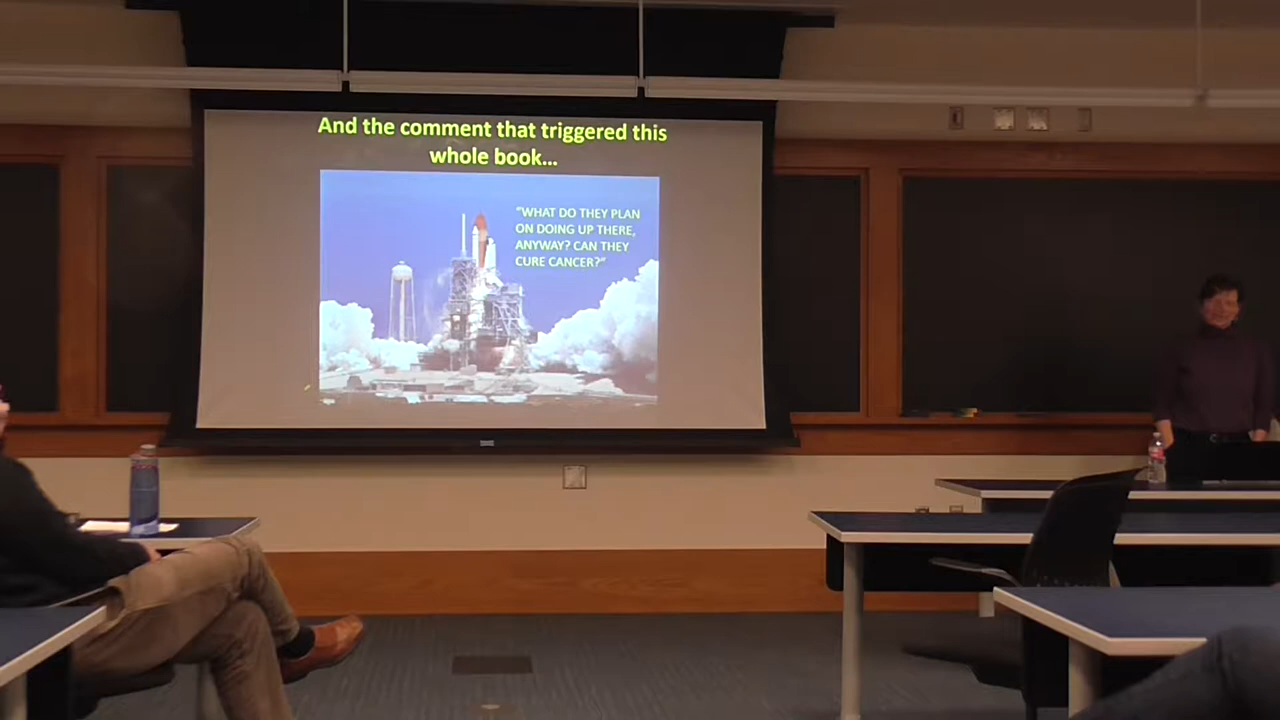 And the comment that triggered this
whole book...
"WHAT DO THEY PLAN
ON DOING UP THERE,
ANYWAY? CAN THEY
CURE CANCER?"